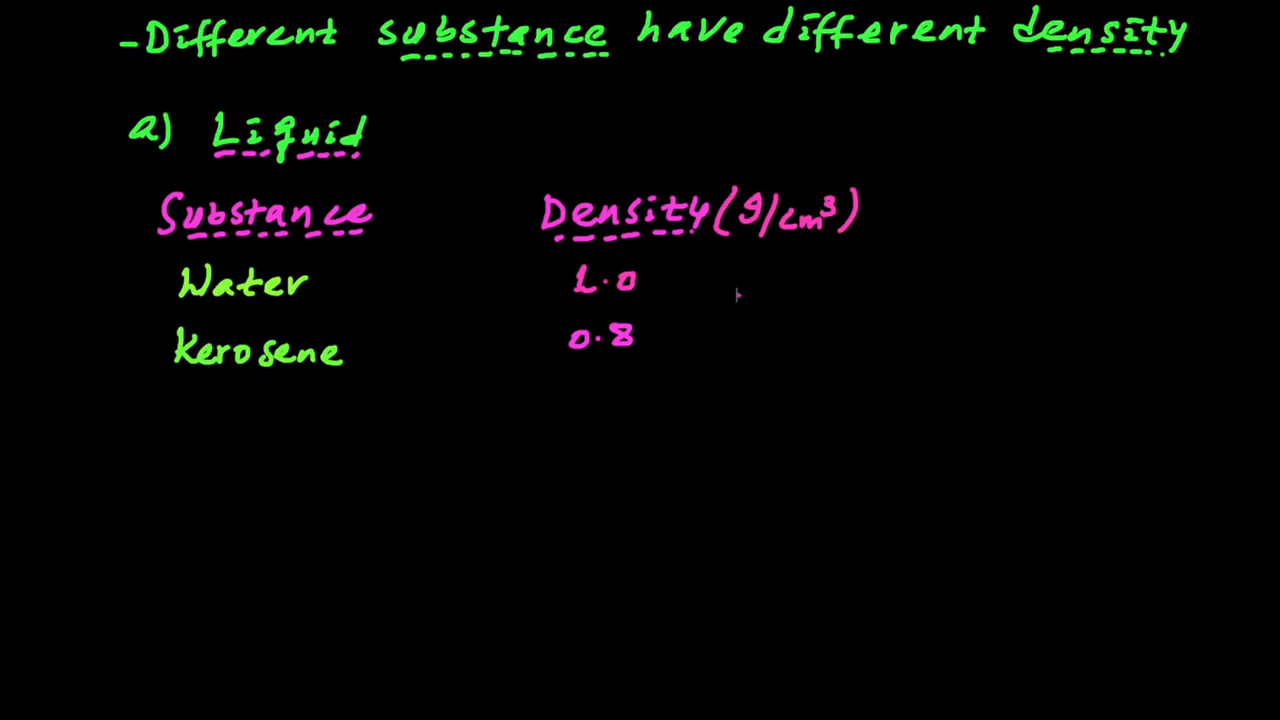 -Different substance have different density
a) Liquid
Substance Density (g/cm³)
Water 1.0
Kerosene 0.8